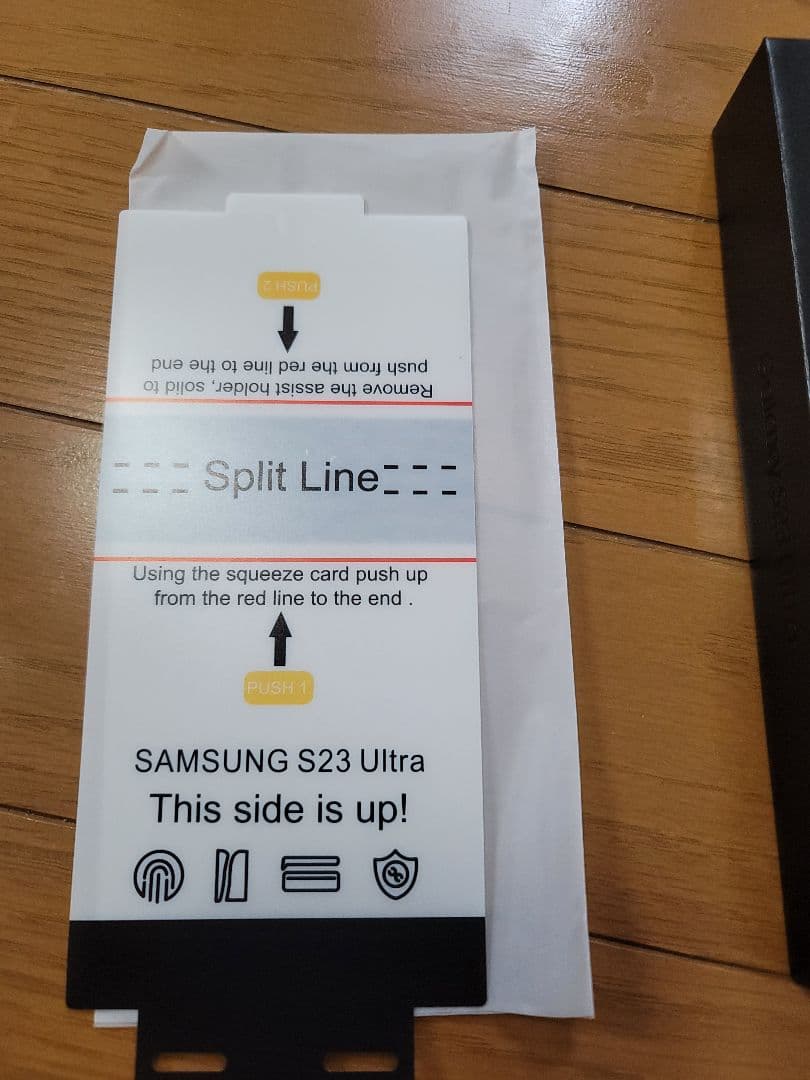 PUSH 2
Remove the assist holder, solid to
push from the red line to the end
Split Line
Using the squeeze card push up
from the red line to the end .
PUSH 1
SAMSUNG S23 Ultra
This side is up!